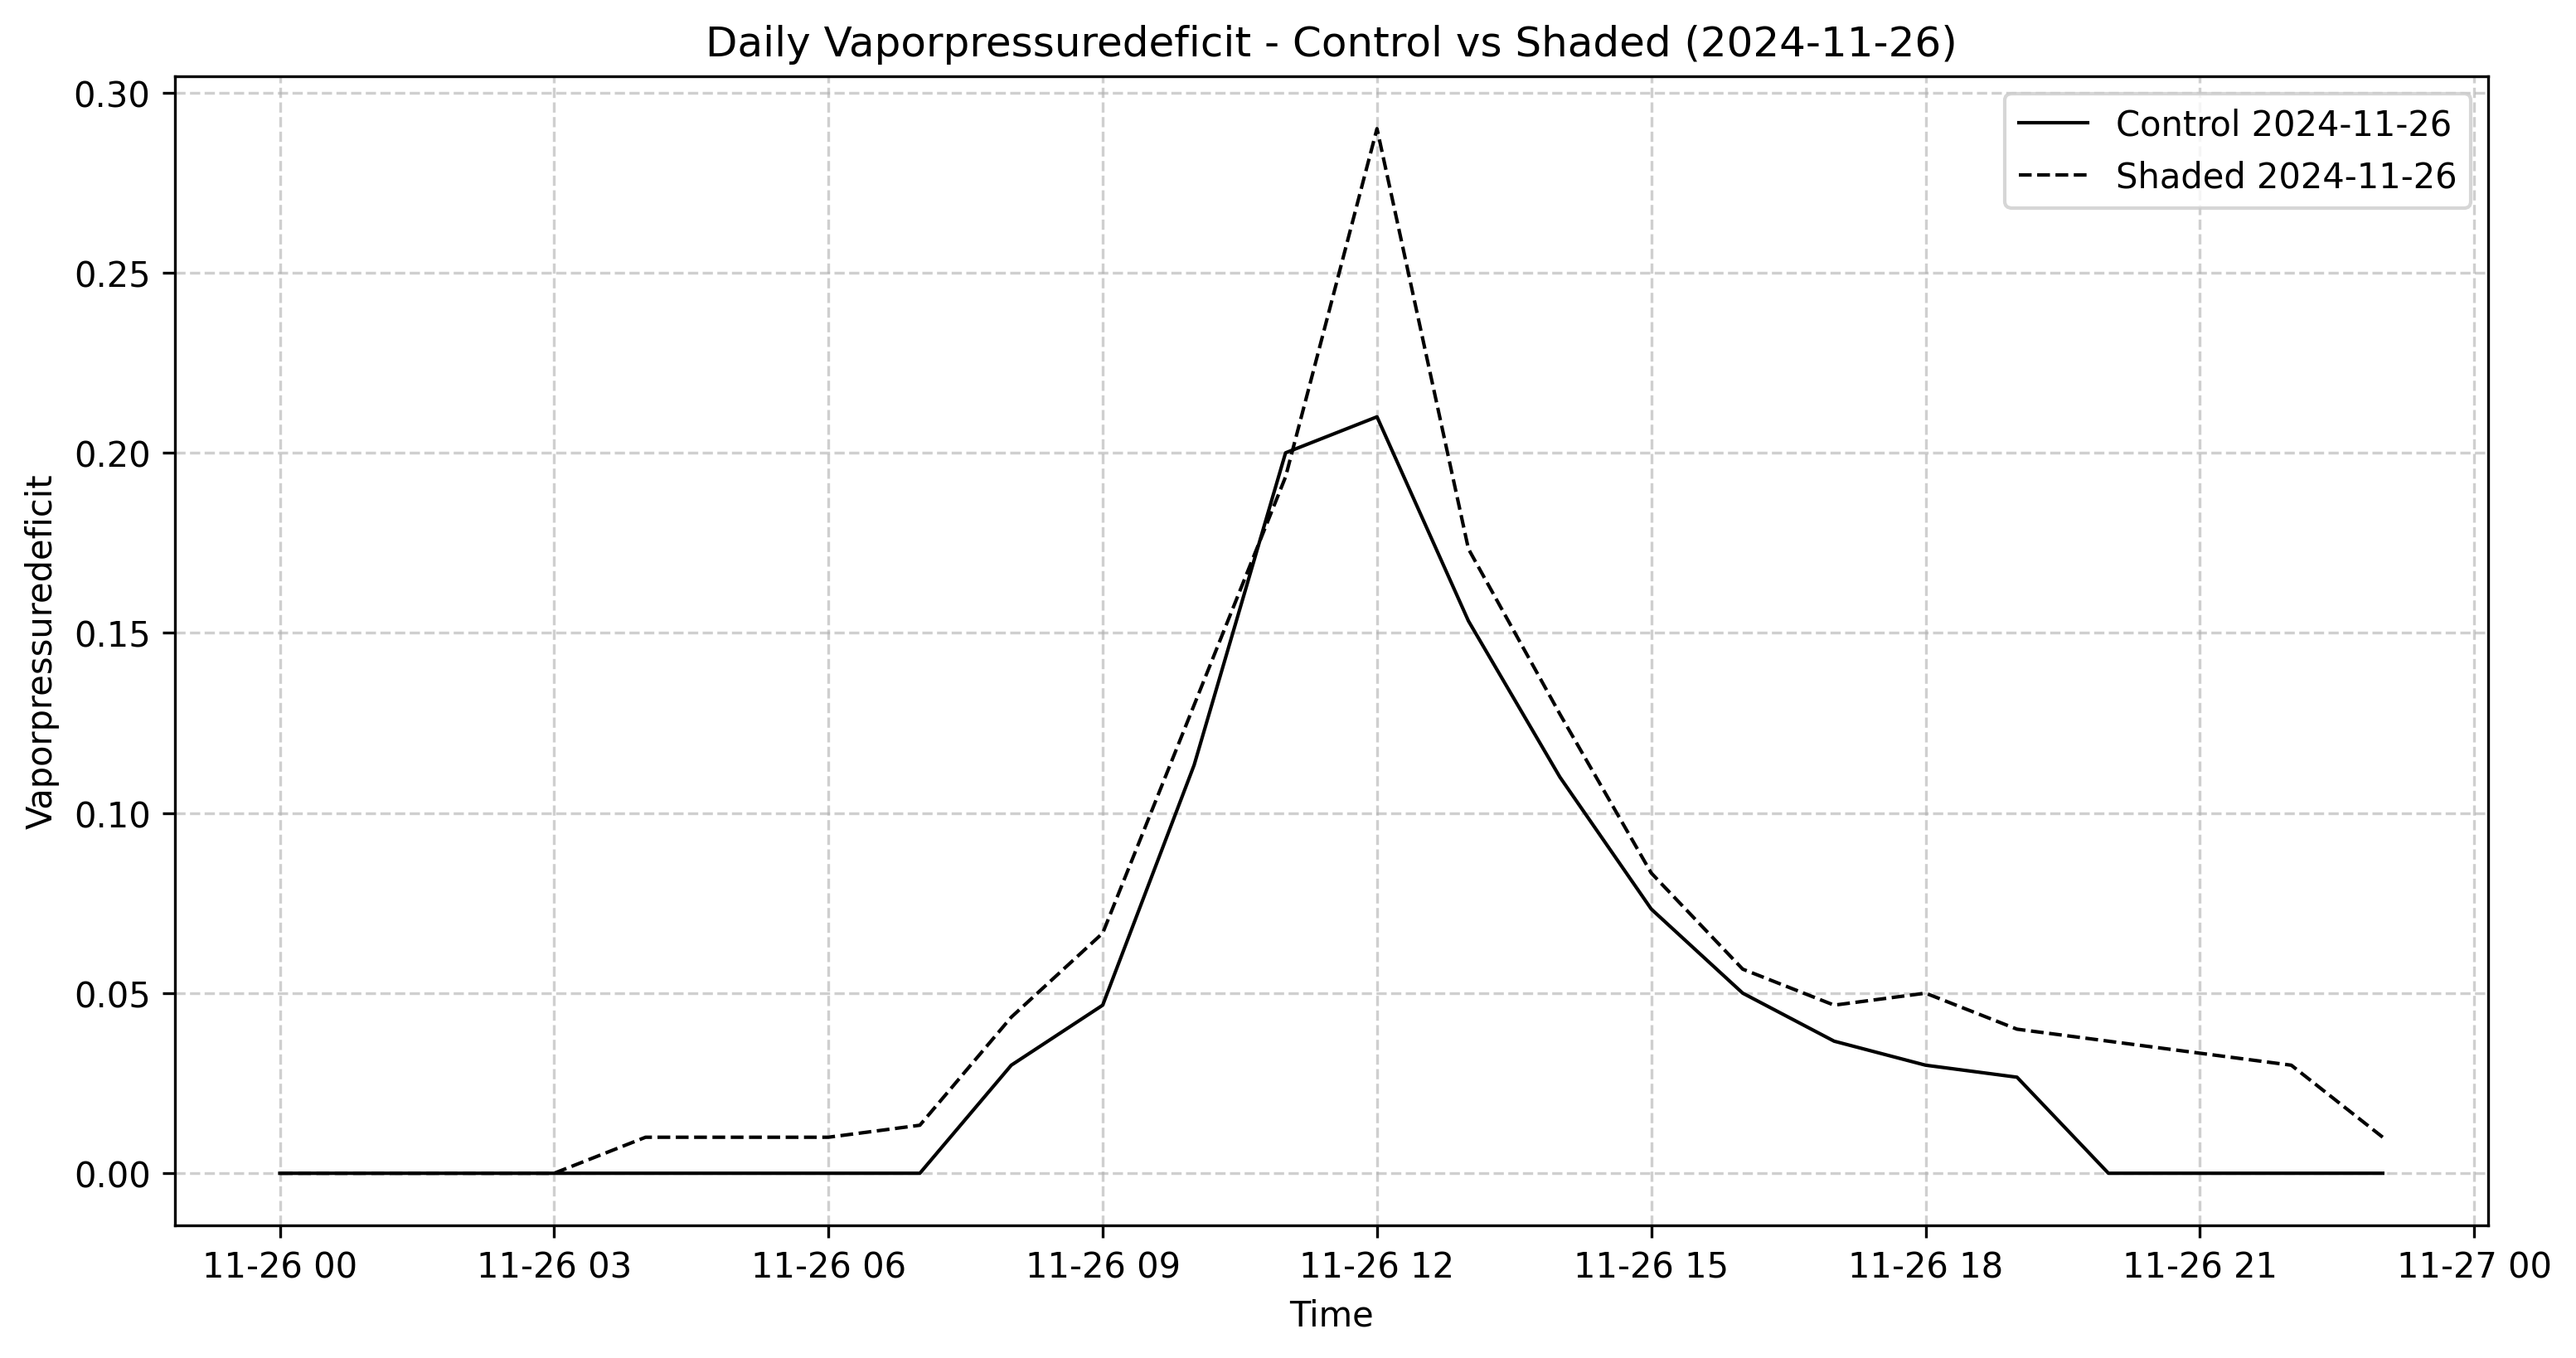 Daily Vaporpressuredeficit - Control vs Shaded (2024-11-26)
Control 2024-11-26
Shaded 2024-11-26
Vaporpressuredeficit
0.30
0.25
0.20
0.15
0.10
0.05
0.00
11-26 00 11-26 03 11-26 06 11-26 09 11-26 12 11-26 15 11-26 18 11-26 21 11-27 00
Time